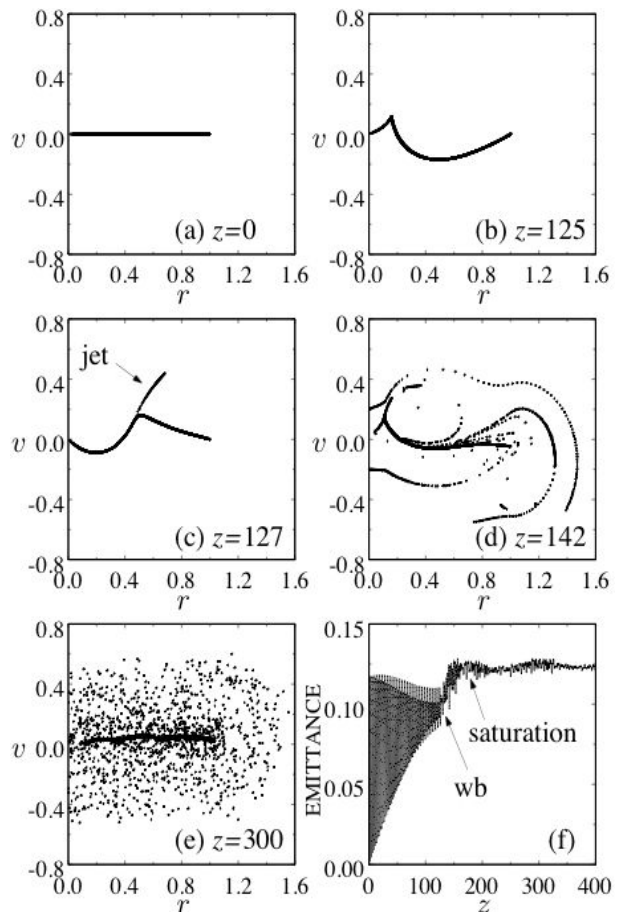 0.8
0.4
v 0.0
-0.4
-0.8
(a) z=0
0.0 0.4 0.8 1.2 1.6
r
0.8
0.4
v 0.0
-0.4
-0.8
(b) z=125
0.0 0.4 0.8 1.2 1.6
r
0.8
0.4
v 0.0
-0.4
-0.8
jet
(c) z=127
0.0 0.4 0.8 1.2 1.6
r
0.8
0.4
v 0.0
-0.4
-0.8
(d) z=142
0.0 0.4 0.8 1.2 1.6
r
0.8
0.4
v 0.0
-0.4
-0.8
(e) z=300
0.0 0.4 0.8 1.2 1.6
r
0.15
0.10
0.05
0.00
EMITTANCE
saturation
wb
(f)
0 100 200 300 400
z